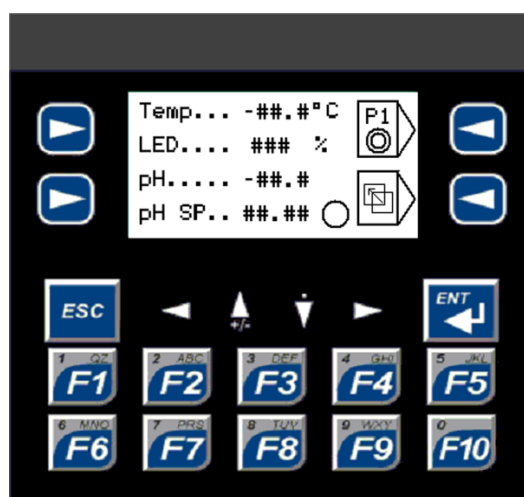 Temp... -##.#°C
P1
LED.... ### %
pH..... -##.#
pH SP.. ##.##
ESC
+/-
ENT
1 QZ F1
2 ABC F2
3 DEF F3
4 GHI F4
5 JKL F5
6 MNO F6
7 PRS F7
8 TUV F8
9 WXY F9
0 F10